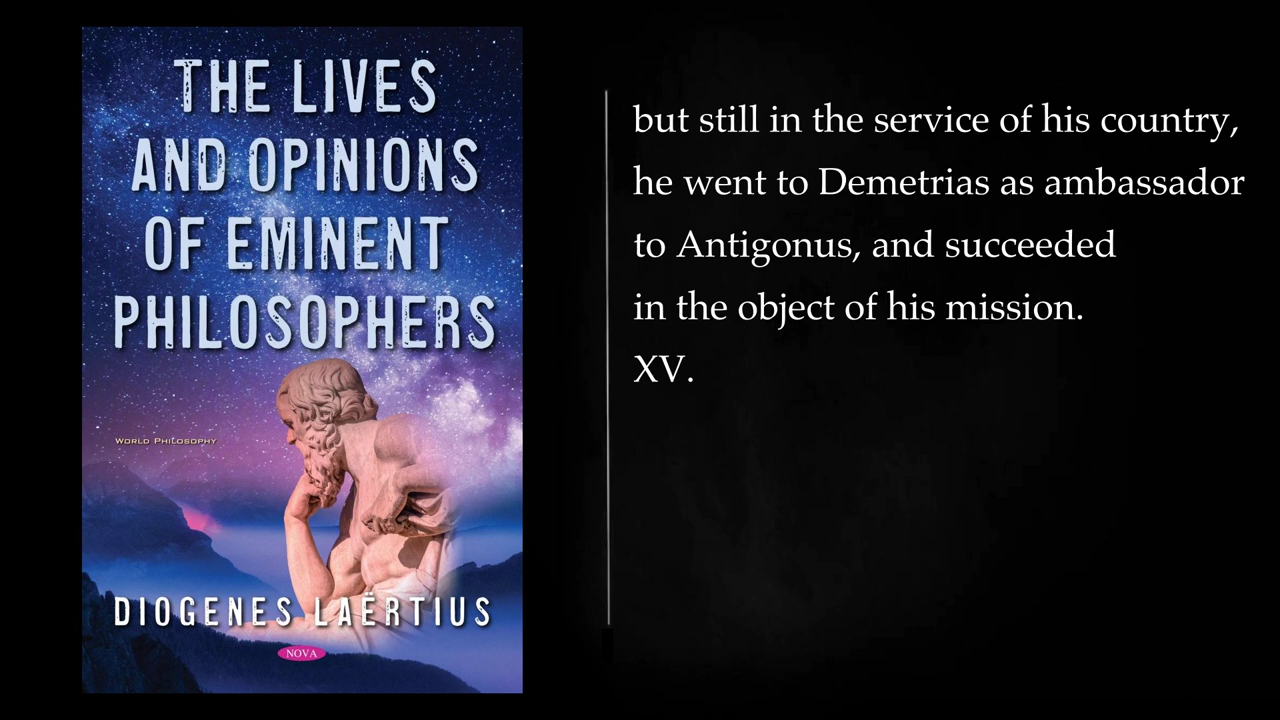 THE LIVES
AND OPINIONS
OF EMINENT
PHILOSOPHERS
WORLD PHILOSOPHY
DIOGENES LAËRTIUS
NOVA
but still in the service of his country,
he went to Demetrias as ambassador
to Antigonus, and succeeded
in the object of his mission.
XV.